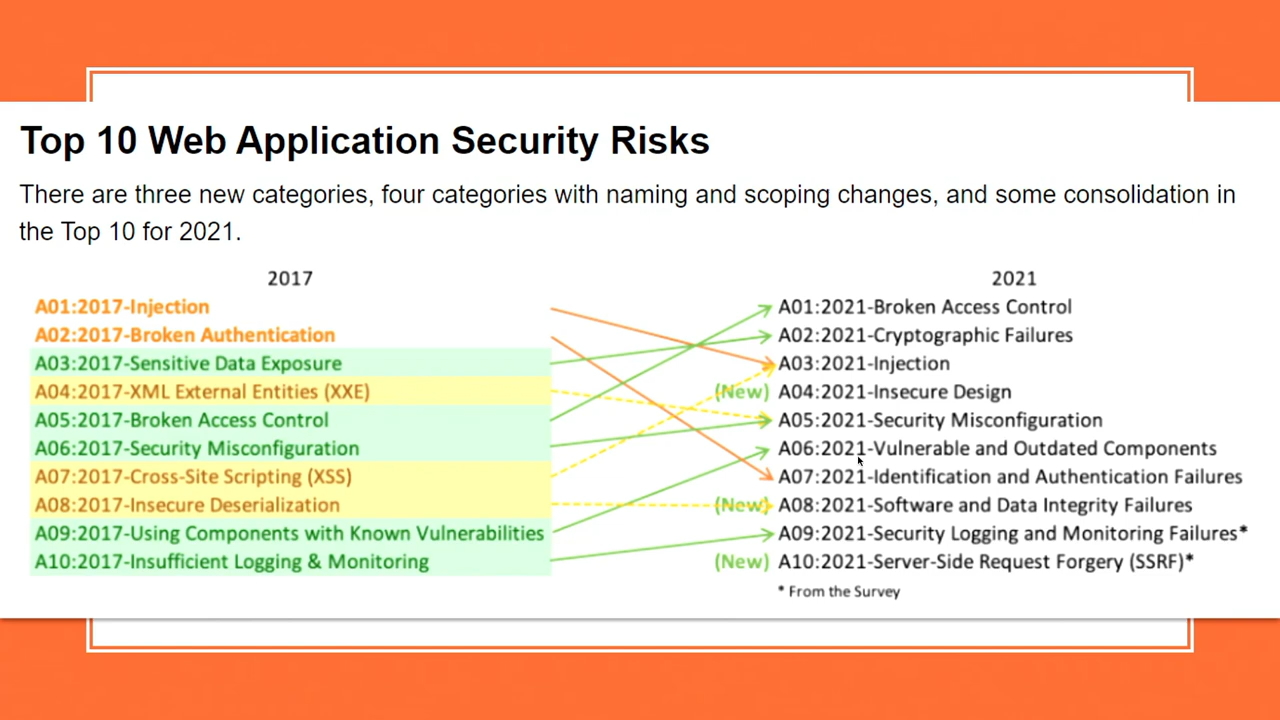 Top 10 Web Application Security Risks
There are three new categories, four categories with naming and scoping changes, and some consolidation in
the Top 10 for 2021.
2017
A01:2017-Injection
A02:2017-Broken Authentication
A03:2017-Sensitive Data Exposure
A04:2017-XML External Entities (XXE)
A05:2017-Broken Access Control
A06:2017-Security Misconfiguration
A07:2017-Cross-Site Scripting (XSS)
A08:2017-Insecure Deserialization
A09:2017-Using Components with Known Vulnerabilities
A10:2017-Insufficient Logging & Monitoring
2021
A01:2021-Broken Access Control
A02:2021-Cryptographic Failures
A03:2021-Injection
(New) A04:2021-Insecure Design
A05:2021-Security Misconfiguration
A06:2021-Vulnerable and Outdated Components
A07:2021-Identification and Authentication Failures
(New) A08:2021-Software and Data Integrity Failures
A09:2021-Security Logging and Monitoring Failures*
(New) A10:2021-Server-Side Request Forgery (SSRF)*
* From the Survey